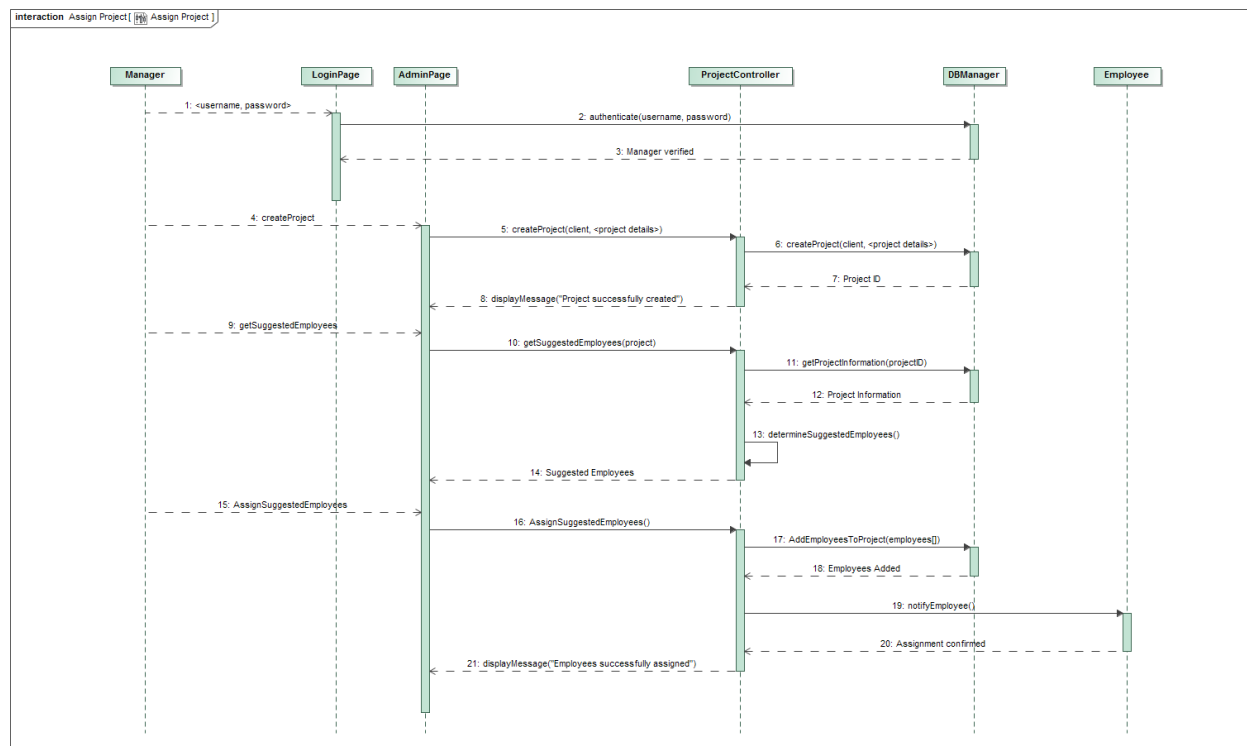 interaction Assign Project [ Assign Project ]
Manager LoginPage AdminPage ProjectController DBManager Employee
1: <username, password>
2: authenticate(username, password)
3: Manager verified
4: createProject
5: createProject(client, <project details>)
6: createProject(client, <project details>)
7: Project ID
8: displayMessage("Project successfully created")
9: getSuggestedEmployees
10: getSuggestedEmployees(project)
11: getProjectInformation(projectID)
12: Project Information
13: determineSuggestedEmployees()
14: Suggested Employees
15: AssignSuggestedEmployees
16: AssignSuggestedEmployees()
17: AddEmployeesToProject(employees[])
18: Employees Added
19: notifyEmployee()
20: Assignment confirmed
21: displayMessage("Employees successfully assigned")